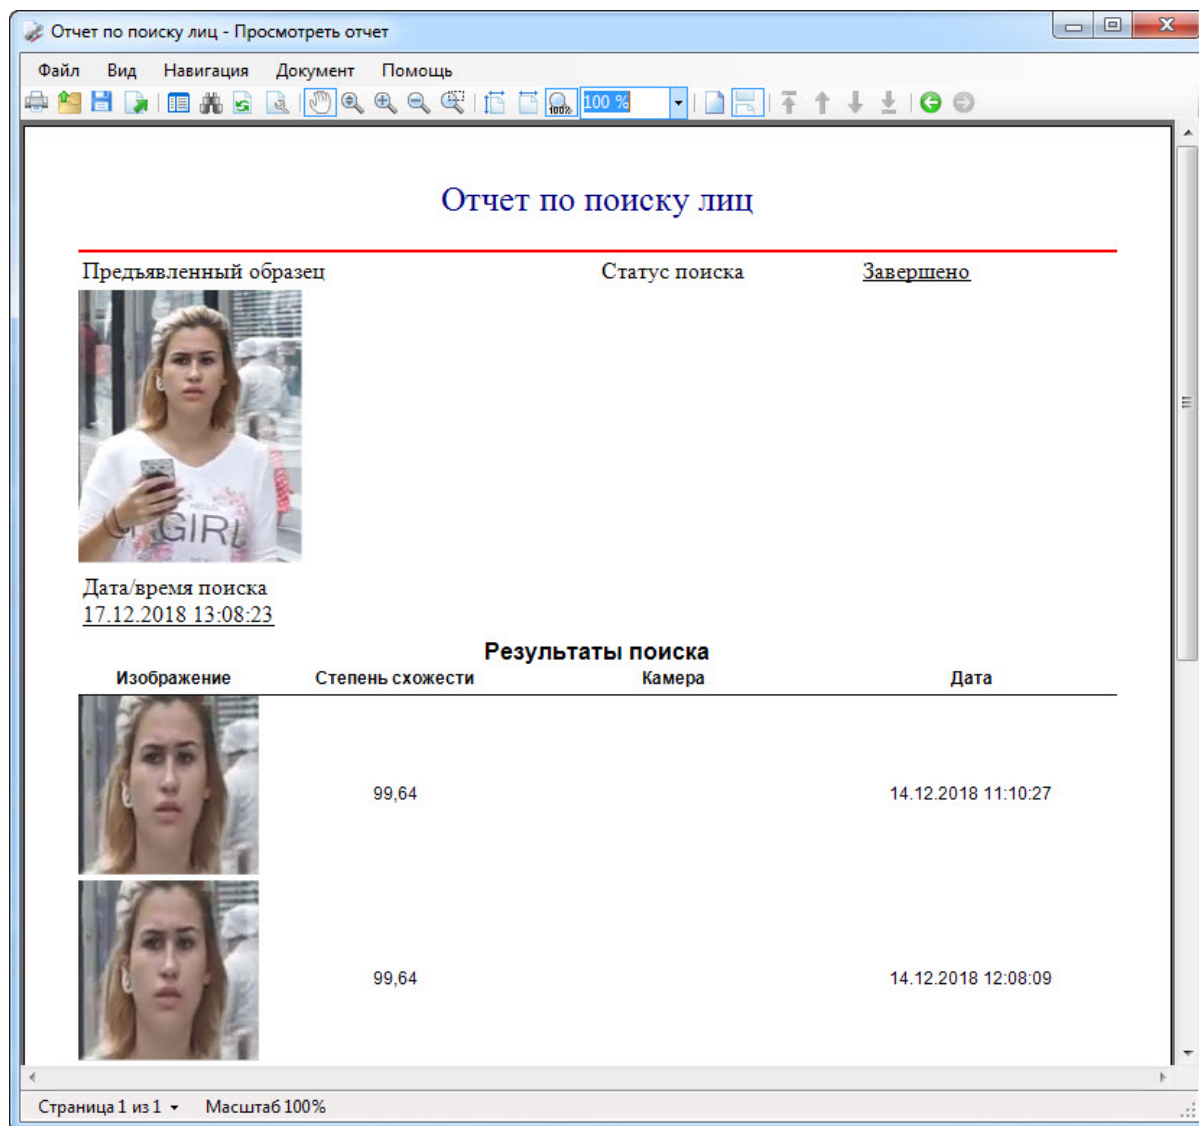 Отчет по поиску лиц - Просмотреть отчет
Файл Вид Навигация Документ Помощь
100% 100 %
Отчет по поиску лиц
Предъявленный образец Статус поиска Завершено
HELLO
GIRL
Дата/время поиска
17.12.2018 13:08:23
Результаты поиска
Изображение Степень схожести Камера Дата
99,64 14.12.2018 11:10:27
99,64 14.12.2018 12:08:09
Страница 1 из 1 Масштаб 100%